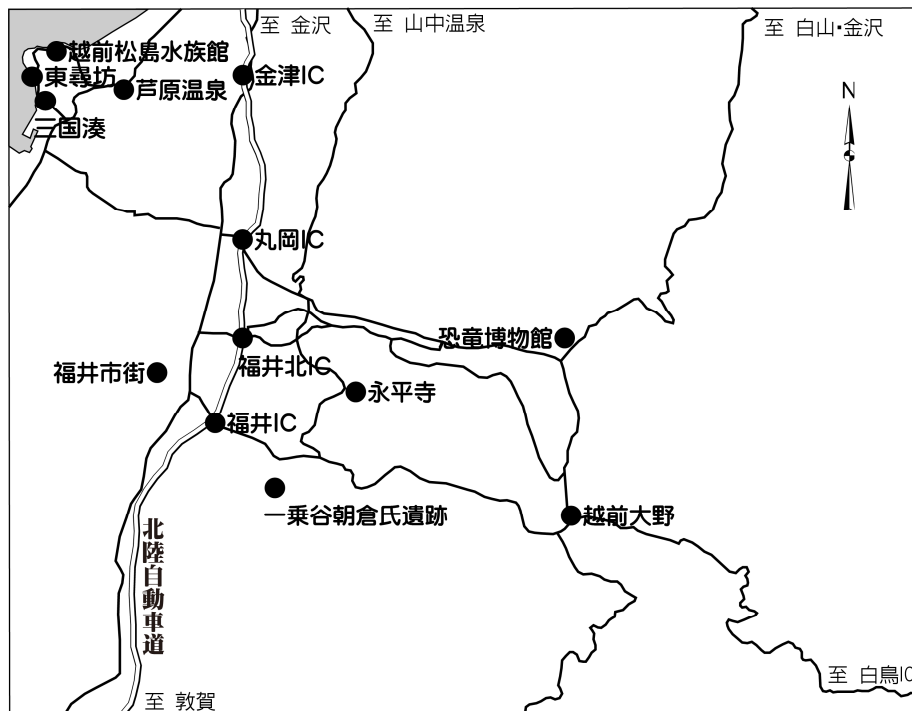 至 金沢
至 山中温泉
至 白山・金沢
越前松島水族館
東尋坊
芦原温泉
金津IC
三国湊
N
丸岡IC
恐竜博物館
福井北IC
福井市街
永平寺
福井IC
一乗谷朝倉氏遺跡
越前大野
北陸自動車道
至 白鳥IC
至 敦賀